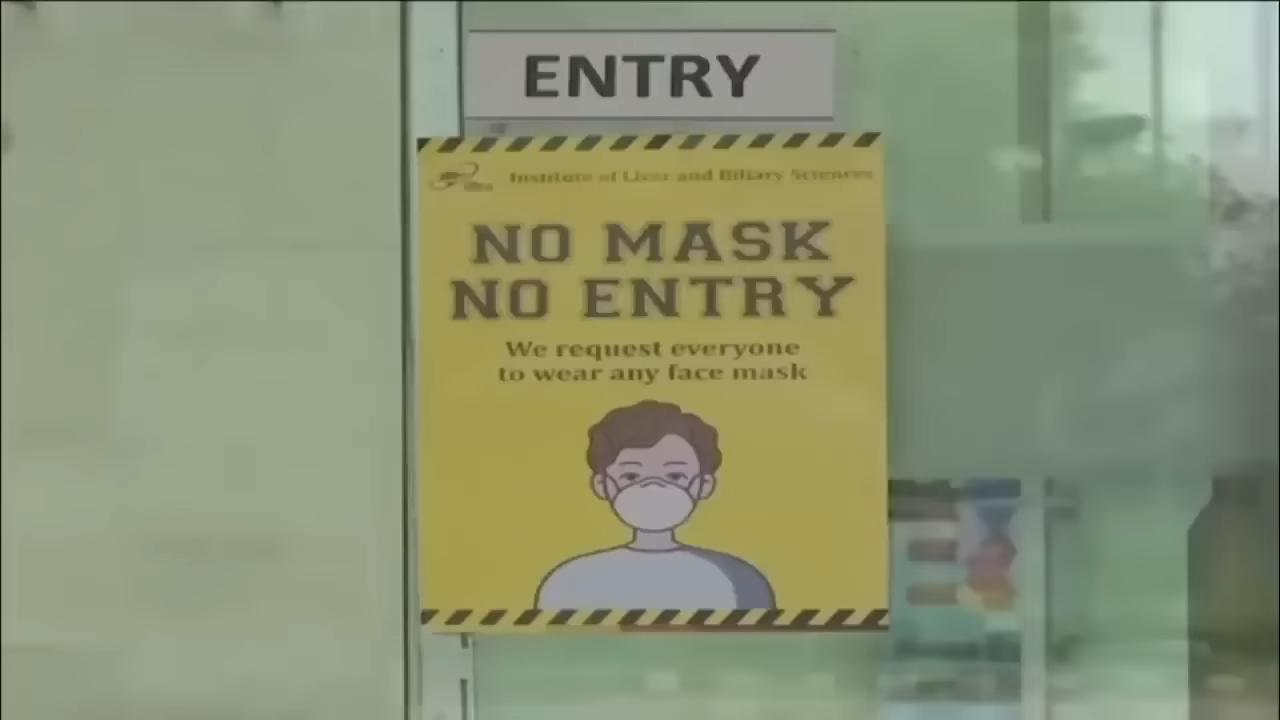 ENTRY
Institute of Liver and Biliary Sciences
NO MASK
NO ENTRY
We request everyone
to wear any face mask